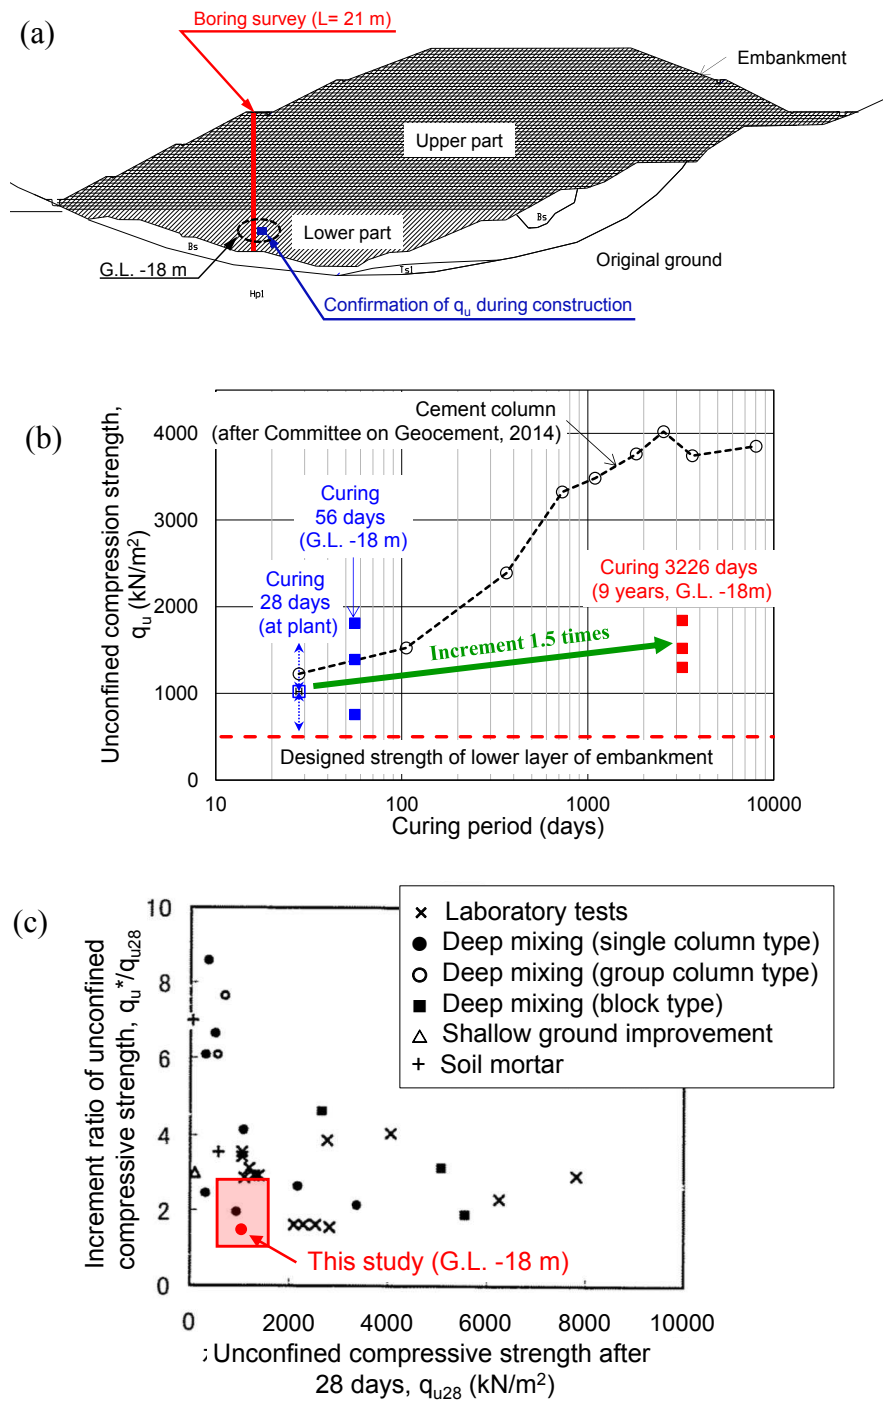 (a)
Boring survey (L= 21 m)
Embankment
Upper part
Bs
Lower part
Bs
G.L. -18 m
Ts1
Original ground
Hp1
Confirmation of qu during construction
(b)
Unconfined compression strength,
qu (kN/m2)
4000
3000
2000
1000
0
Cement column
(after Committee on Geocement, 2014)
Curing
56 days
(G.L. -18 m)
Curing
28 days
(at plant)
Curing 3226 days
(9 years, G.L. -18m)
Increment 1.5 times
Designed strength of lower layer of embankment
10
100
1000
10000
Curing period (days)
(c)
Increment ratio of unconfined
compressive strength, qu*/qu28
10
8
6
4
2
0
Laboratory tests
Deep mixing (single column type)
Deep mixing (group column type)
Deep mixing (block type)
Shallow ground improvement
Soil mortar
This study (G.L. -18 m)
0
2000
4000
6000
8000
10000
Unconfined compressive strength after
28 days, qu28 (kN/m2)